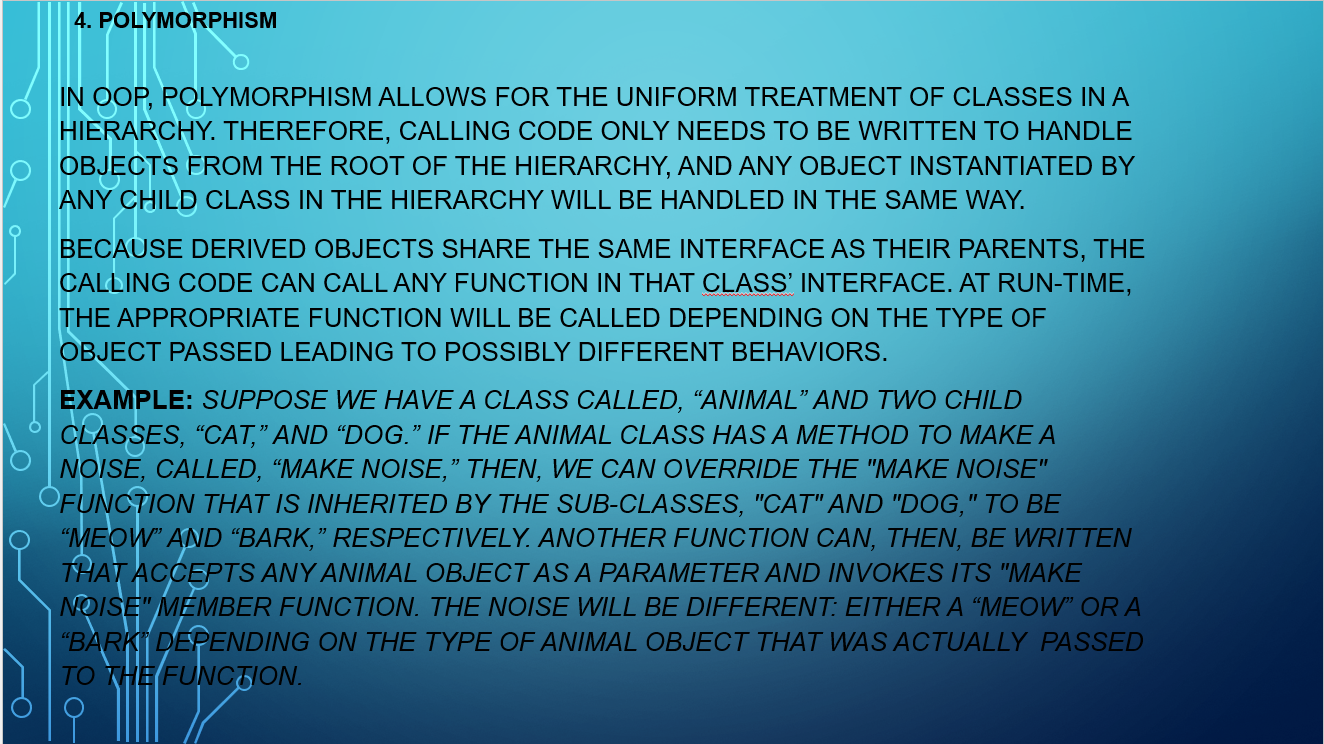 4. POLYMORPHISM
IN OOP, POLYMORPHISM ALLOWS FOR THE UNIFORM TREATMENT OF CLASSES IN A
HIERARCHY. THEREFORE, CALLING CODE ONLY NEEDS TO BE WRITTEN TO HANDLE
OBJECTS FROM THE ROOT OF THE HIERARCHY, AND ANY OBJECT INSTANTIATED BY
ANY CHILD CLASS IN THE HIERARCHY WILL BE HANDLED IN THE SAME WAY.
BECAUSE DERIVED OBJECTS SHARE THE SAME INTERFACE AS THEIR PARENTS, THE
CALLING CODE CAN CALL ANY FUNCTION IN THAT CLASS’ INTERFACE. AT RUN-TIME,
THE APPROPRIATE FUNCTION WILL BE CALLED DEPENDING ON THE TYPE OF
OBJECT PASSED LEADING TO POSSIBLY DIFFERENT BEHAVIORS.
EXAMPLE: SUPPOSE WE HAVE A CLASS CALLED, “ANIMAL” AND TWO CHILD
CLASSES, “CAT,” AND “DOG.” IF THE ANIMAL CLASS HAS A METHOD TO MAKE A
NOISE, CALLED, “MAKE NOISE,” THEN, WE CAN OVERRIDE THE "MAKE NOISE"
FUNCTION THAT IS INHERITED BY THE SUB-CLASSES, "CAT" AND "DOG," TO BE
“MEOW” AND “BARK,” RESPECTIVELY. ANOTHER FUNCTION CAN, THEN, BE WRITTEN
THAT ACCEPTS ANY ANIMAL OBJECT AS A PARAMETER AND INVOKES ITS "MAKE
NOISE" MEMBER FUNCTION. THE NOISE WILL BE DIFFERENT: EITHER A “MEOW” OR A
“BARK” DEPENDING ON THE TYPE OF ANIMAL OBJECT THAT WAS ACTUALLY  PASSED
TO THE FUNCTION.